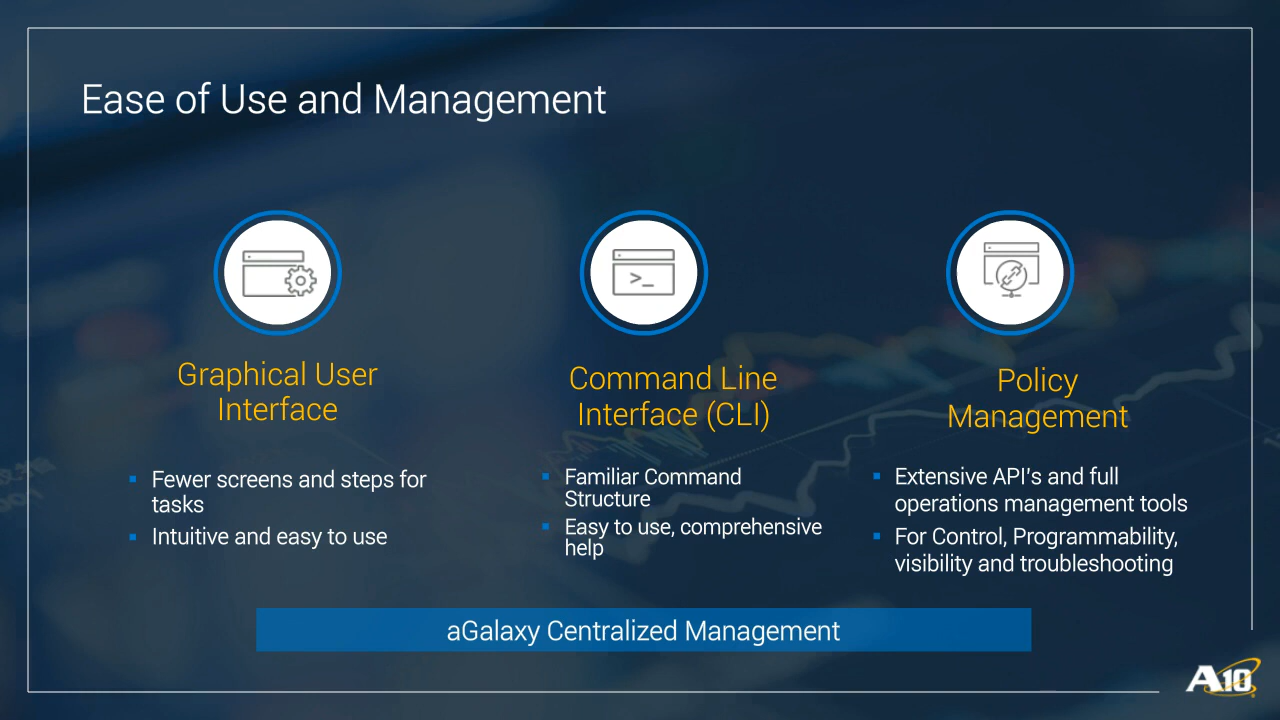 Ease of Use and Management
>_
Graphical User
Interface
Command Line
Interface (CLI)
Policy
Management
Fewer screens and steps for
tasks
Intuitive and easy to use
Familiar Command
Structure
Easy to use, comprehensive
help
Extensive API's and full
operations management tools
For Control, Programmability,
visibility and troubleshooting
aGalaxy Centralized Management
A10